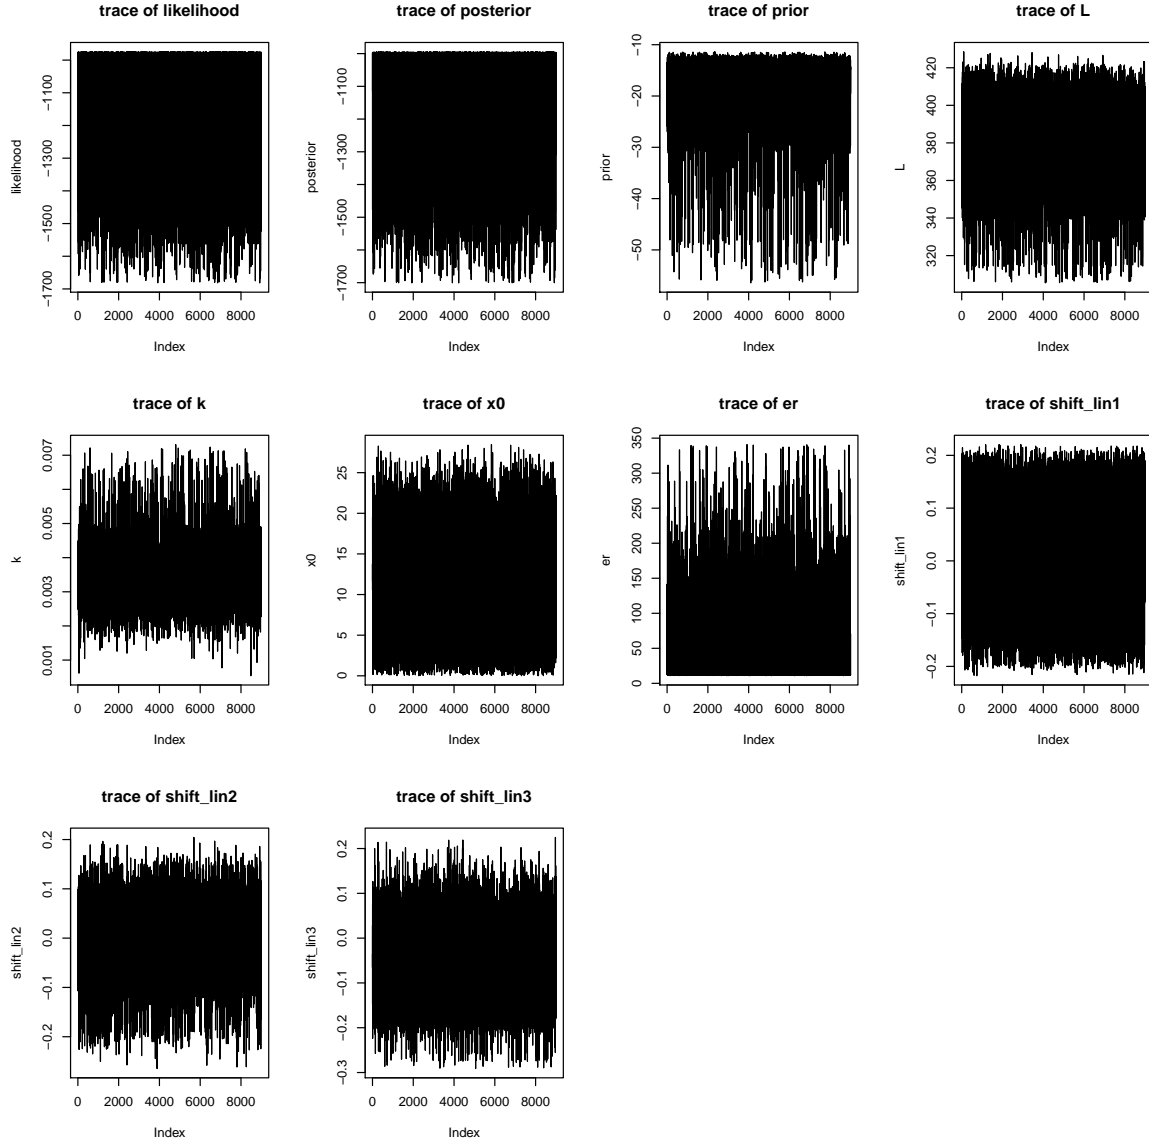 trace of likelihood
likelihood
−1700 −1500 −1300 −1100
0 2000 4000 6000 8000
Index
trace of posterior
posterior
−1700 −1500 −1300 −1100
0 2000 4000 6000 8000
Index
trace of prior
prior
−50 −40 −30 −20 −10
0 2000 4000 6000 8000
Index
trace of L
L
320 340 360 380 400 420
0 2000 4000 6000 8000
Index
trace of k
k
0.001 0.003 0.005 0.007
0 2000 4000 6000 8000
Index
trace of x0
x0
0 5 10 15 20 25
0 2000 4000 6000 8000
Index
trace of er
er
0 50 100 150 200 250 300 350
0 2000 4000 6000 8000
Index
trace of shift_lin1
shift_lin1
−0.2 −0.1 0.0 0.1 0.2
0 2000 4000 6000 8000
Index
trace of shift_lin2
shift_lin2
−0.2 −0.1 0.0 0.1 0.2
0 2000 4000 6000 8000
Index
trace of shift_lin3
shift_lin3
−0.3 −0.2 −0.1 0.0 0.1 0.2
0 2000 4000 6000 8000
Index